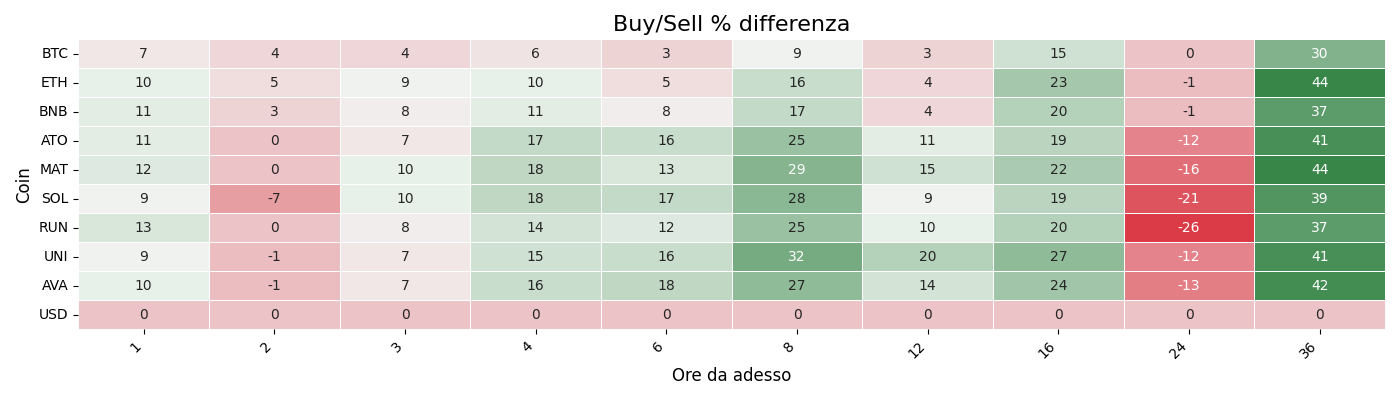 Buy/Sell % differenza
Coin
BTC 7 4 4 6 3 9 3 15 0 30
ETH 10 5 9 10 5 16 4 23 -1 44
BNB 11 3 8 11 8 17 4 20 -1 37
ATO 11 0 7 17 16 25 11 19 -12 41
MAT 12 0 10 18 13 29 15 22 -16 44
SOL 9 -7 10 18 17 28 9 19 -21 39
RUN 13 0 8 14 12 25 10 20 -26 37
UNI 9 -1 7 15 16 32 20 27 -12 41
AVA 10 -1 7 16 18 27 14 24 -13 42
USD 0 0 0 0 0 0 0 0 0 0
1 2 3 4 6 8 12 16 24 36
Ore da adesso